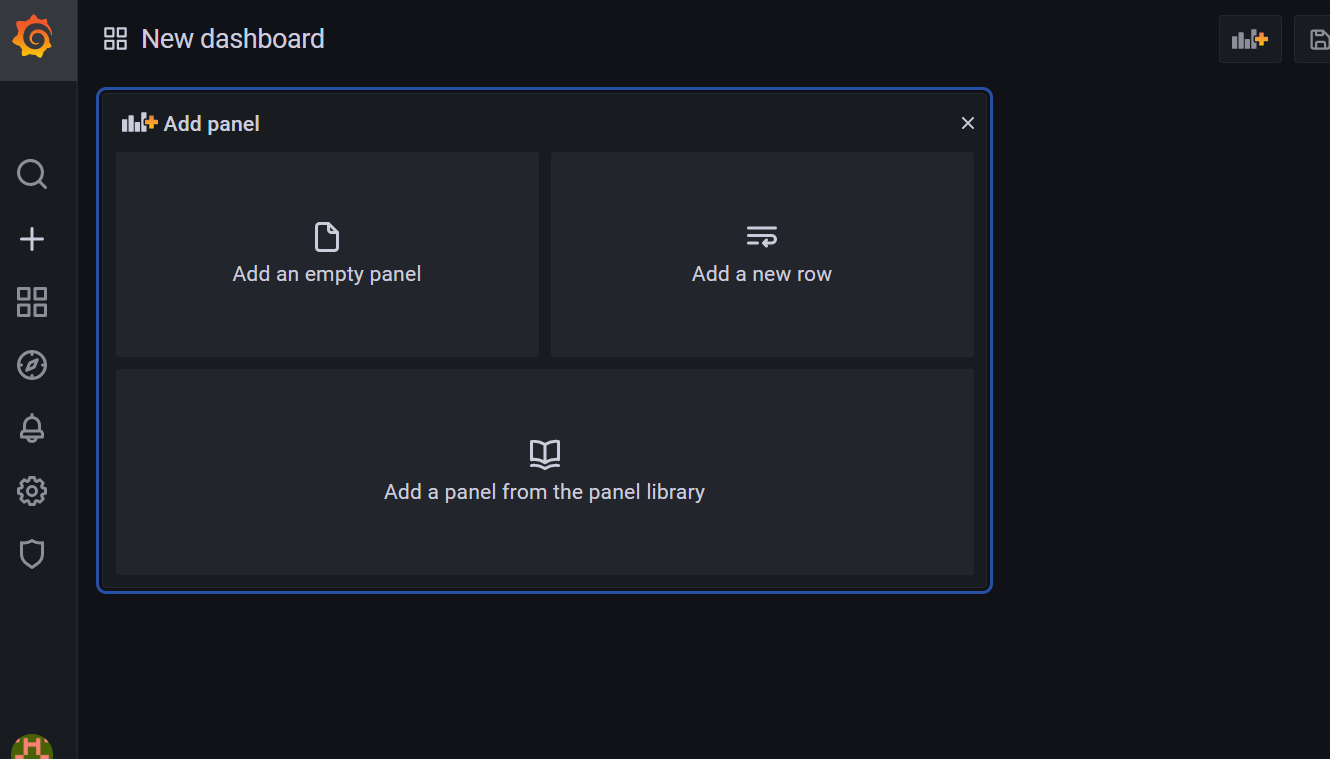 New dashboard
Add panel
Add an empty panel
Add a new row
Add a panel from the panel library